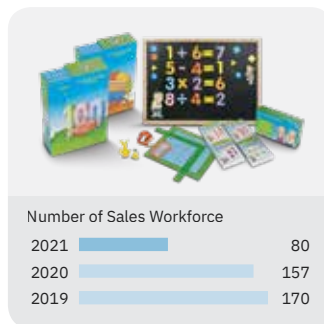 1 + 6 = 7
5 - 4 = 1
3 × 2 = 6
8 ÷ 4 = 2
100
Number of Sales Workforce
2021 80
2020 157
2019 170